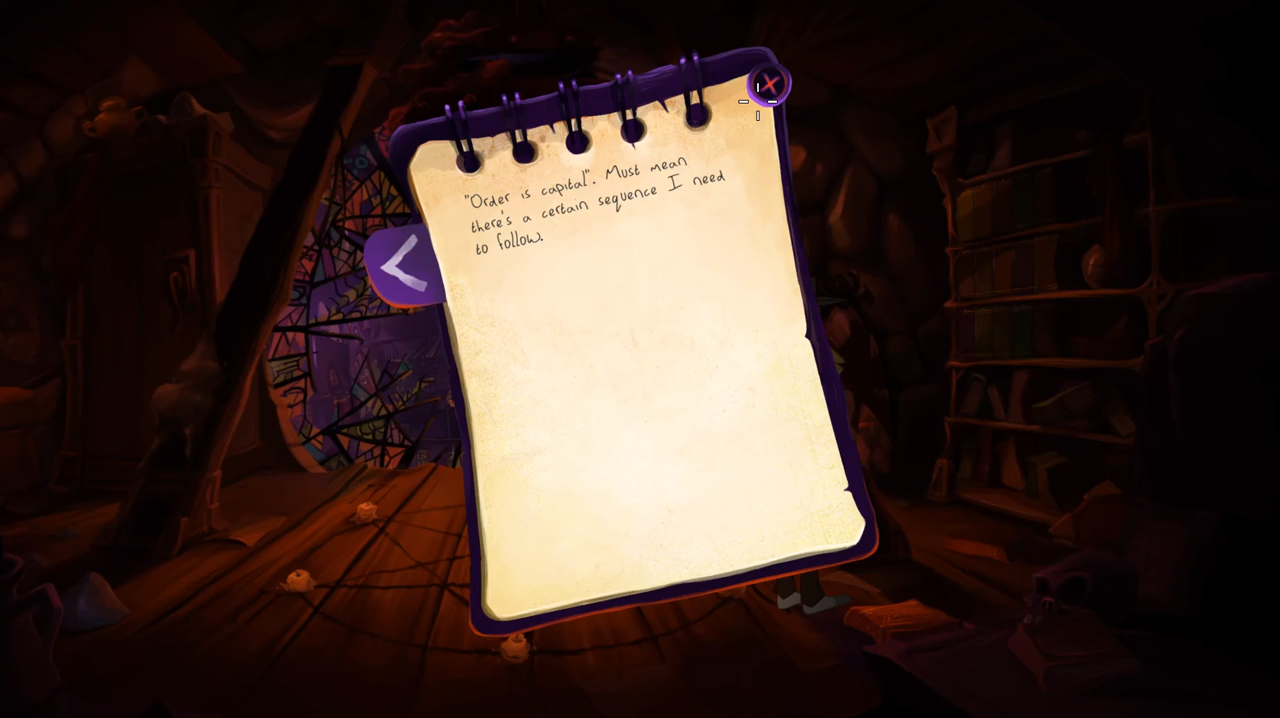 "Order is capital". Must mean
there's a certain sequence I need
to follow.